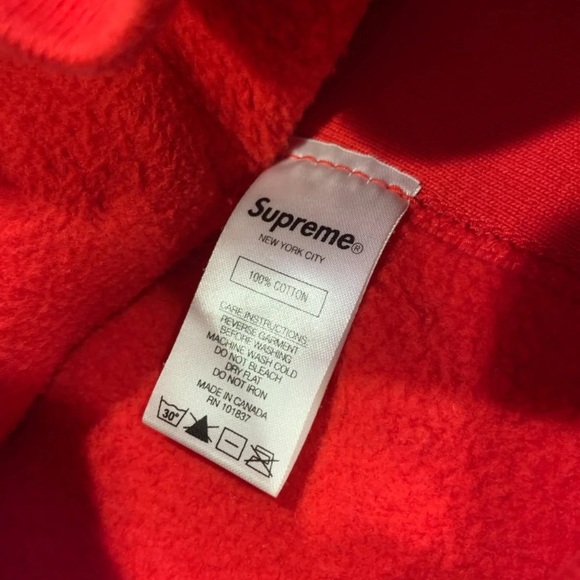 Supreme®
NEW YORK CITY
100% COTTON
CARE INSTRUCTIONS
REVERSE GARMENT
BEFORE WASHING
MACHINE WASH COLD
DO NOT BLEACH
DRY FLAT
DO NOT IRON
MADE IN CANADA
RN 101837
30°